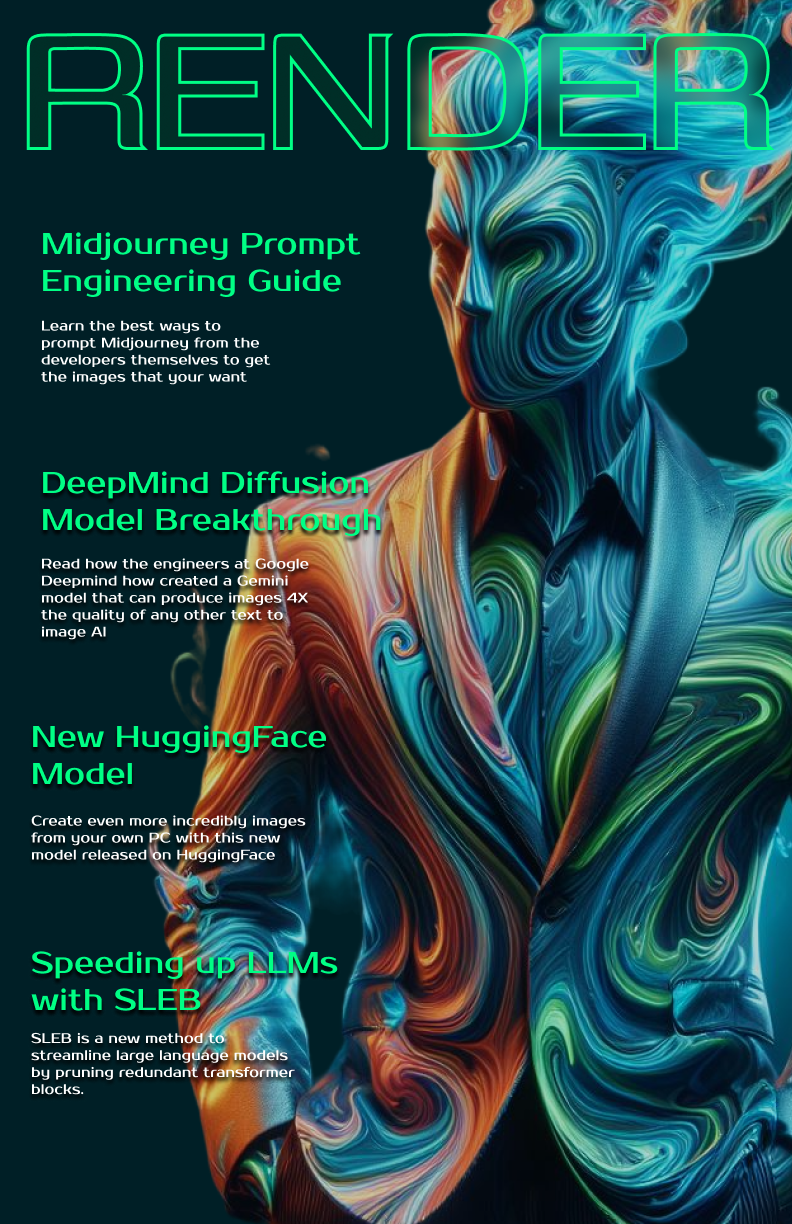 RENDER
Midjourney Prompt
Engineering Guide
Learn the best ways to
prompt Midjourney from the
developers themselves to get
the images that your want
DeepMind Diffusion
Model Breakthrough
Read how the engineers at Google
Deepmind how created a Gemini
model that can produce images 4X
the quality of any other text to
image AI
New HuggingFace
Model
Create even more incredibly images
from your own PC with this new
model released on HuggingFace
Speeding up LLMs
with SLEB
SLEB is a new method to
streamline large language models
by pruning redundant transformer
blocks.